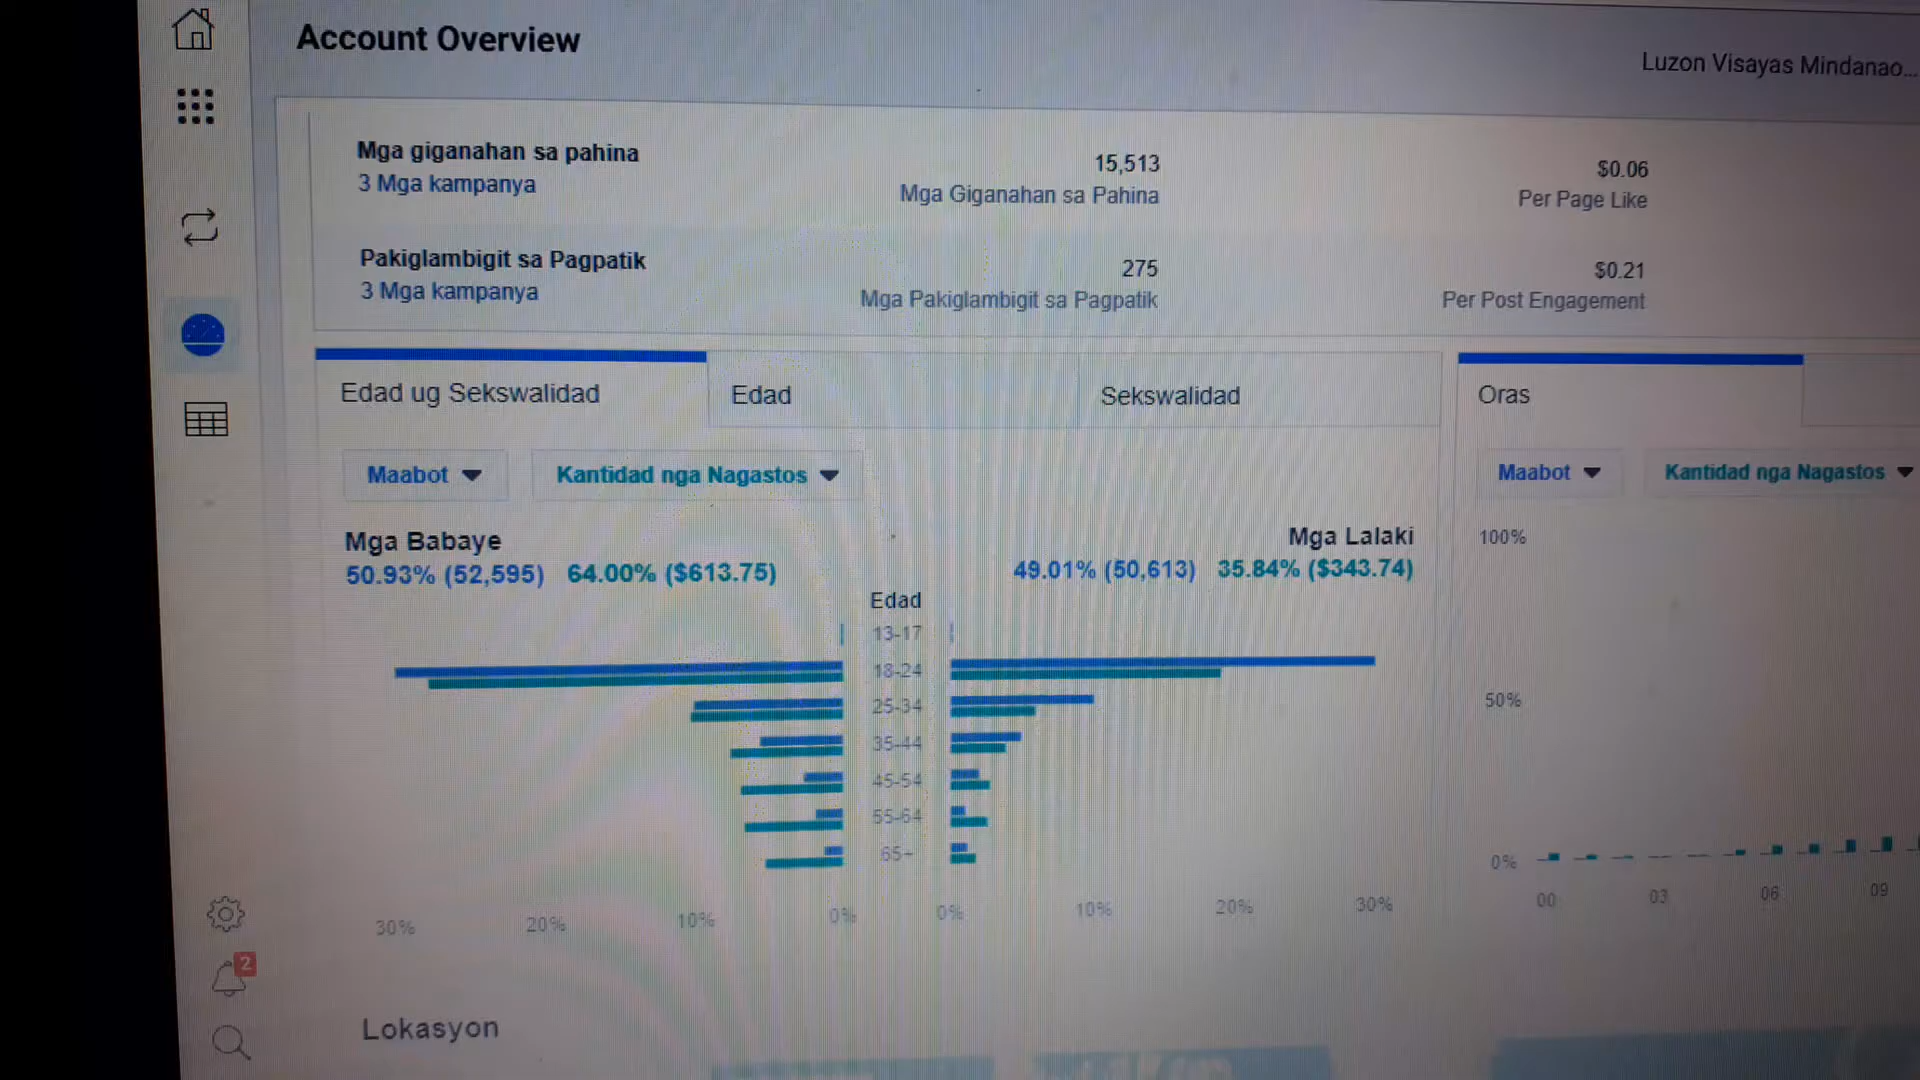 Account Overview
Luzon Visayas Mindanao...
Mga giganahan sa pahina
3 Mga kampanya
15,513
Mga Giganahan sa Pahina
$0.06
Per Page Like
Pakiglambigit sa Pagpatik
3 Mga kampanya
275
Mga Pakiglambigit sa Pagpatik
$0.21
Per Post Engagement
Edad ug Sekswalidad
Edad
Sekswalidad
Maabot
Kantidad nga Nagastos
Mga Babaye
50.93% (52,595) 64.00% ($613.75)
Mga Lalaki
49.01% (50,613) 35.84% ($343.74)
Edad
13-17
18-24
25-34
35-44
45-54
55-64
65+
30% 20% 10% 0% 0% 10% 20% 30%
Oras
Maabot
Kantidad nga Nagastos
100%
50%
0%
00 03 06 09
2
Lokasyon